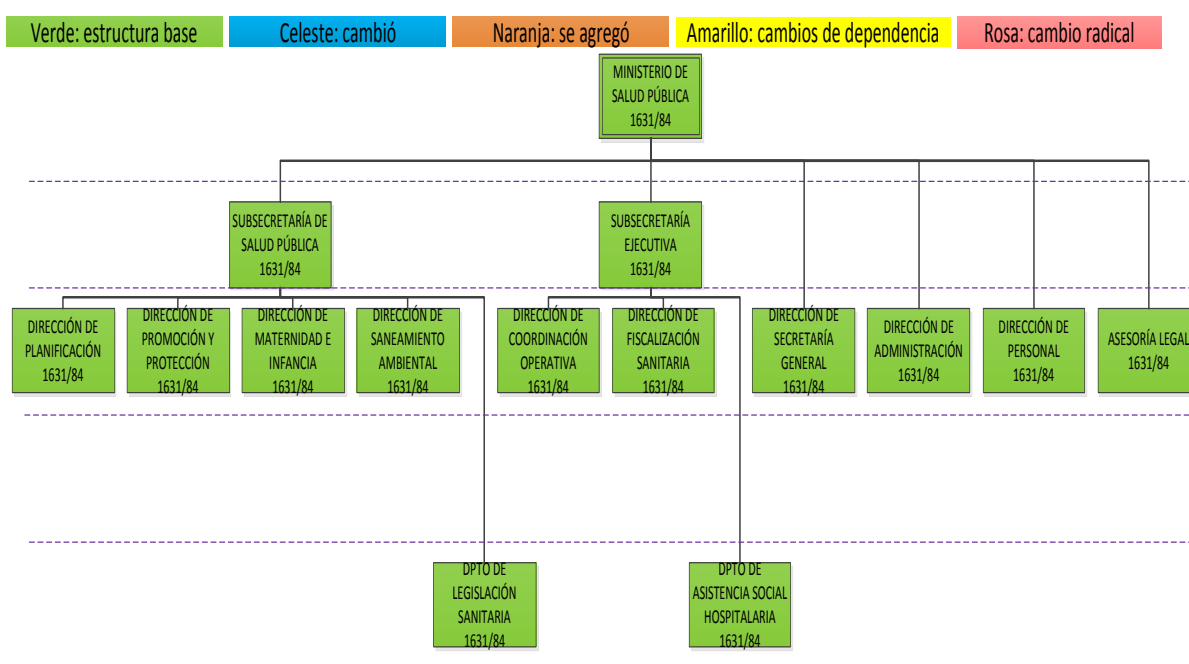 Verde: estructura base
Celeste: cambió
Naranja: se agregó
Amarillo: cambios de dependencia
Rosa: cambio radical
MINISTERIO DE
SALUD PÚBLICA
1631/84
SUBSECRETARÍA DE
SALUD PÚBLICA
1631/84
SUBSECRETARÍA
EJECUTIVA
1631/84
DIRECCIÓN DE
PLANIFICACIÓN
1631/84
DIRECCIÓN DE
PROMOCIÓN Y
PROTECCIÓN
1631/84
DIRECCIÓN DE
MATERNIDAD E
INFANCIA
1631/84
DIRECCIÓN DE
SANEAMIENTO
AMBIENTAL
1631/84
DIRECCIÓN DE
COORDINACIÓN
OPERATIVA
1631/84
DIRECCIÓN DE
FISCALIZACIÓN
SANITARIA
1631/84
DIRECCIÓN DE
SECRETARÍA
GENERAL
1631/84
DIRECCIÓN DE
ADMINISTRACIÓN
1631/84
DIRECCIÓN DE
PERSONAL
1631/84
ASESORÍA LEGAL
1631/84
DPTO DE
LEGISLACIÓN
SANITARIA
1631/84
DPTO DE
ASISTENCIA SOCIAL
HOSPITALARIA
1631/84